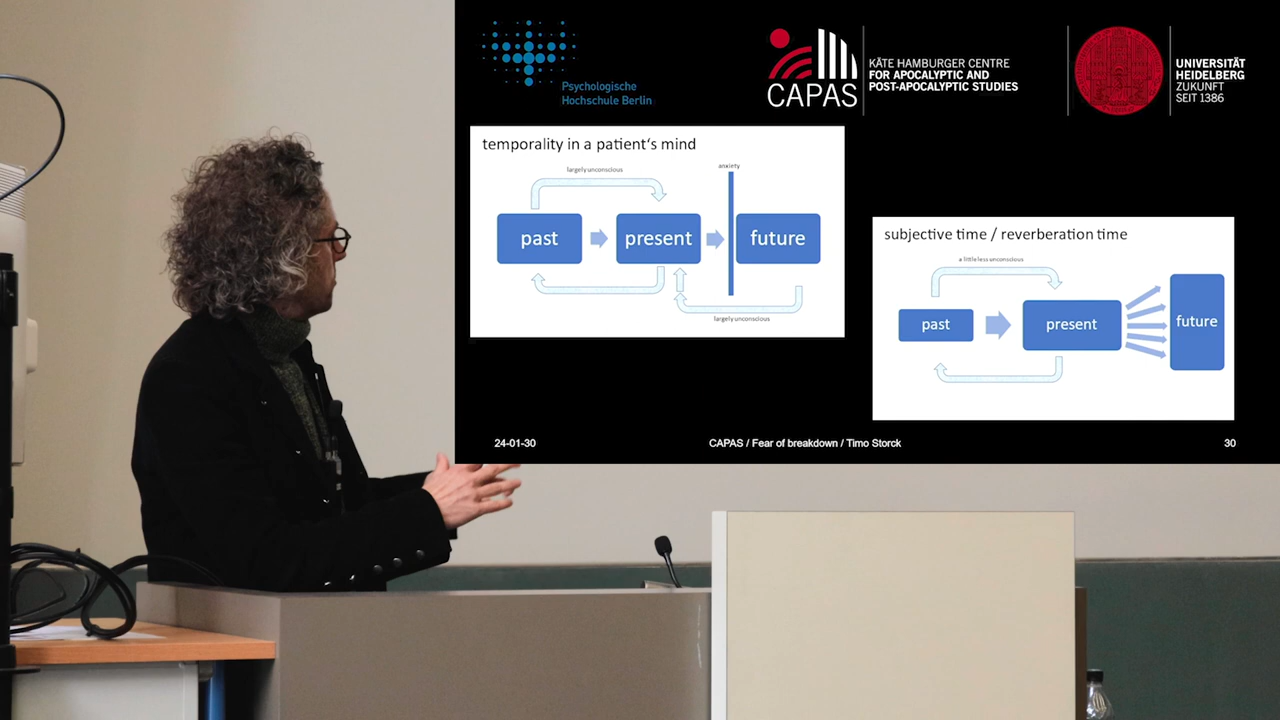 Psychologische
Hochschule Berlin
CAPAS
KÄTE HAMBURGER CENTRE
FOR APOCALYPTIC AND
POST-APOCALYPTIC STUDIES
UNIVERSITÄT
HEIDELBERG
ZUKUNFT
SEIT 1386
temporality in a patient's mind
largely unconscious
anxiety
past
present
future
largely unconscious
subjective time / reverberation time
a little less unconscious
past
present
future
24-01-30
CAPAS / Fear of breakdown / Timo Storck
30